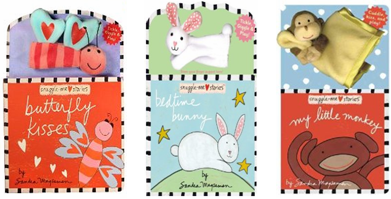 snuggle-me ♥ stories
butterfly
kisses
by
Sandra Magsamen
snuggle-me ♥ stories
bedtime
bunny
by Sandra Magsamen
snuggle-me ♥ stories
my little monkey
by Sandra Magsamen